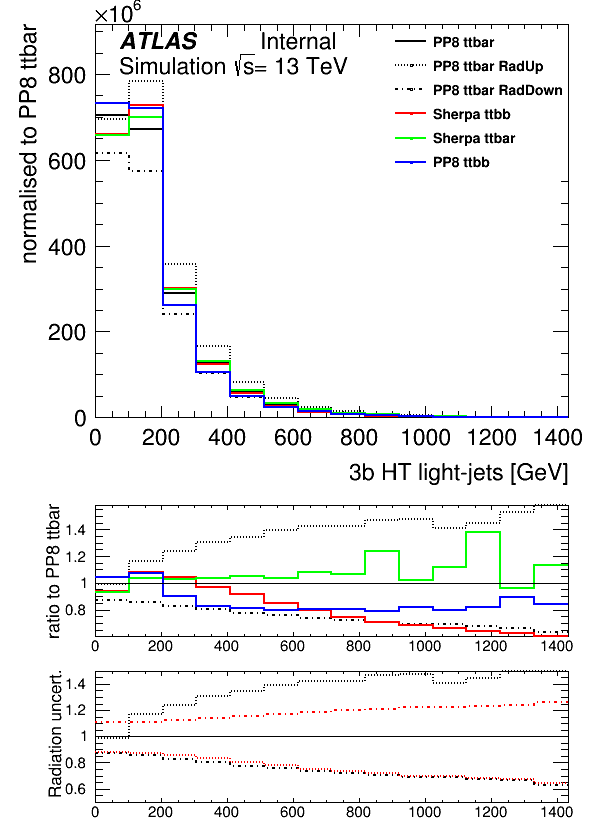 ×10⁶
ATLAS Internal
Simulation √s= 13 TeV
PP8 ttbar
PP8 ttbar RadUp
PP8 ttbar RadDown
Sherpa ttbb
Sherpa ttbar
PP8 ttbb
normalised to PP8 ttbar
800
600
400
200
0
0 200 400 600 800 1000 1200 1400
3b HT light-jets [GeV]
ratio to PP8 ttbar
1.4
1.2
1
0.8
0 200 400 600 800 1000 1200 1400
Radiation uncert.
1.4
1.2
1
0.8
0.6
0 200 400 600 800 1000 1200 1400